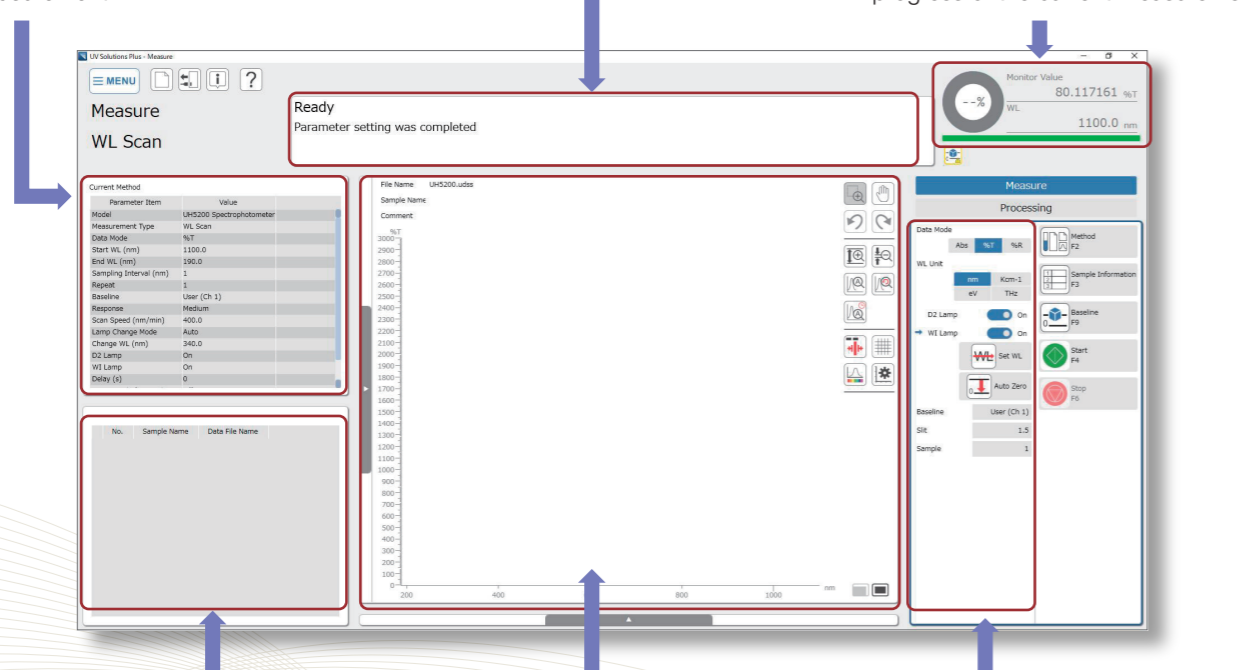 UV Solutions Plus - Measure
MENU
?
Measure
WL Scan
Ready
Parameter setting was completed
--%
Monitor Value
80.117161 %T
WL
1100.0 nm
Current Method
Parameter Item Value
Model UH5200 Spectrophotometer
Measurement Type WL Scan
Data Mode %T
Start WL (nm) 1100.0
End WL (nm) 190.0
Sampling Interval (nm) 1
Repeat 1
Baseline User (Ch 1)
Response Medium
Scan Speed (nm/min) 400.0
Lamp Change Mode Auto
Change WL (nm) 340.0
D2 Lamp On
WI Lamp On
Delay (s) 0
No. Sample Name Data File Name
File Name UH5200.udss
Sample Name
Comment
%T
3000
2900
2800
2700
2600
2500
2400
2300
2200
2100
2000
1900
1800
1700
1600
1500
1400
1300
1200
1100
1000
900
800
700
600
500
400
300
200
100
0
200 400 800 1000 nm
Measure
Processing
Data Mode
Abs %T %R
WL Unit
nm Kcm-1
eV THz
D2 Lamp On
WI Lamp On
WL Set WL
0 Auto Zero
Baseline User (Ch 1)
Slit 1.5
Sample 1
Method
F2
Sample Information
F3
Baseline
F9
Start
F4
Stop
F6